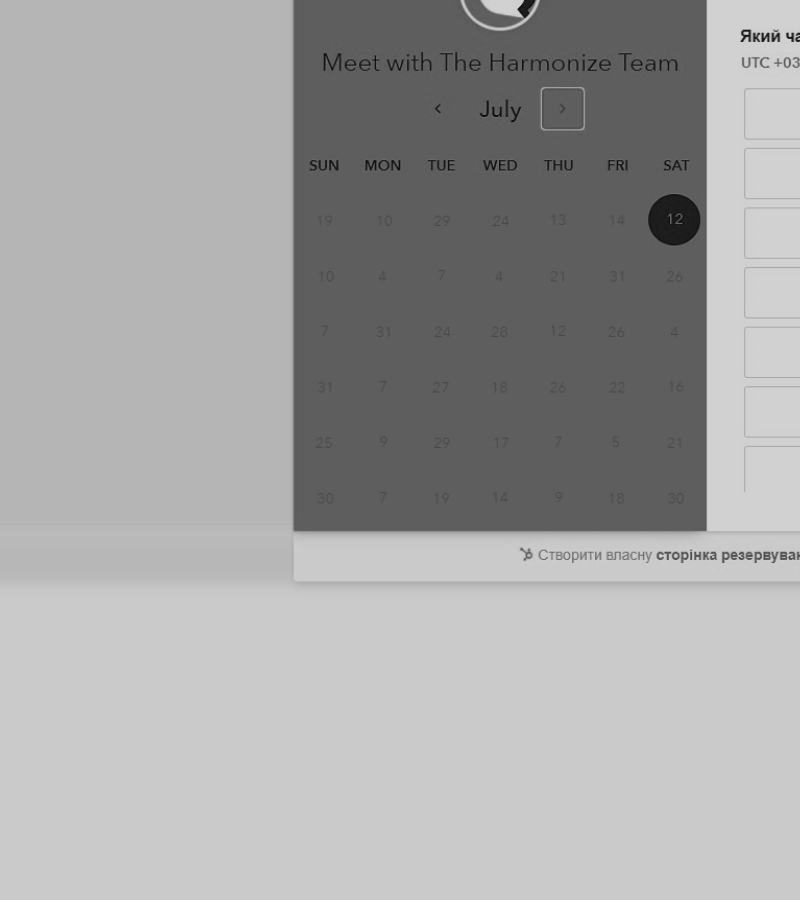 Meet with The Harmonize Team
July
SUN MON TUE WED THU FRI SAT
19 10 29 24 13 14 12
10 4 7 4 21 31 26
7 31 24 28 12 26 4
31 7 27 18 26 22 16
25 9 29 17 7 5 21
30 7 19 14 9 18 30
Який
UTC +03
Створити власну сторінка